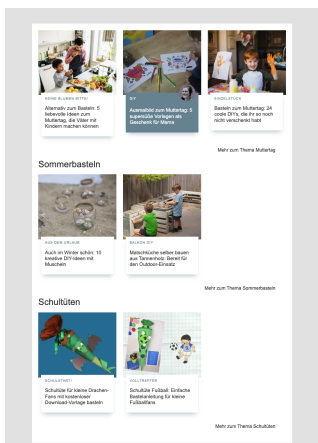 KEINE BLUMEN BITTE!
Alternativ zum Basteln: 5
liebevolle Ideen zum
Muttertag, die Väter mit
Kindern machen können
DIY
Ausmalbild zum Muttertag: 5
supersüße Vorlagen als
Geschenk für Mama
EINZELSTÜCK
Basteln zum Muttertag: 24
coole DIYs, die ihr so noch
nicht verschenkt habt
Mehr zum Thema Muttertag
Sommerbasteln
AUS DEM URLAUB
Auch im Winter schön: 10
kreative DIY-Ideen mit
Muscheln
BALKON DIY
Matschküche selber bauen
aus Tannenholz: Bereit für
den Outdoor-Einsatz
Mehr zum Thema Sommerbasteln
Schultüten
SCHULSTART!
Schultüte für kleine Drachen-
Fans mit kostenloser
Download-Vorlage basteln
VOLLTREFFER
Schultüte Fußball: Einfache
Bastelanleitung für kleine
Fußballfans
Mehr zum Thema Schultüten